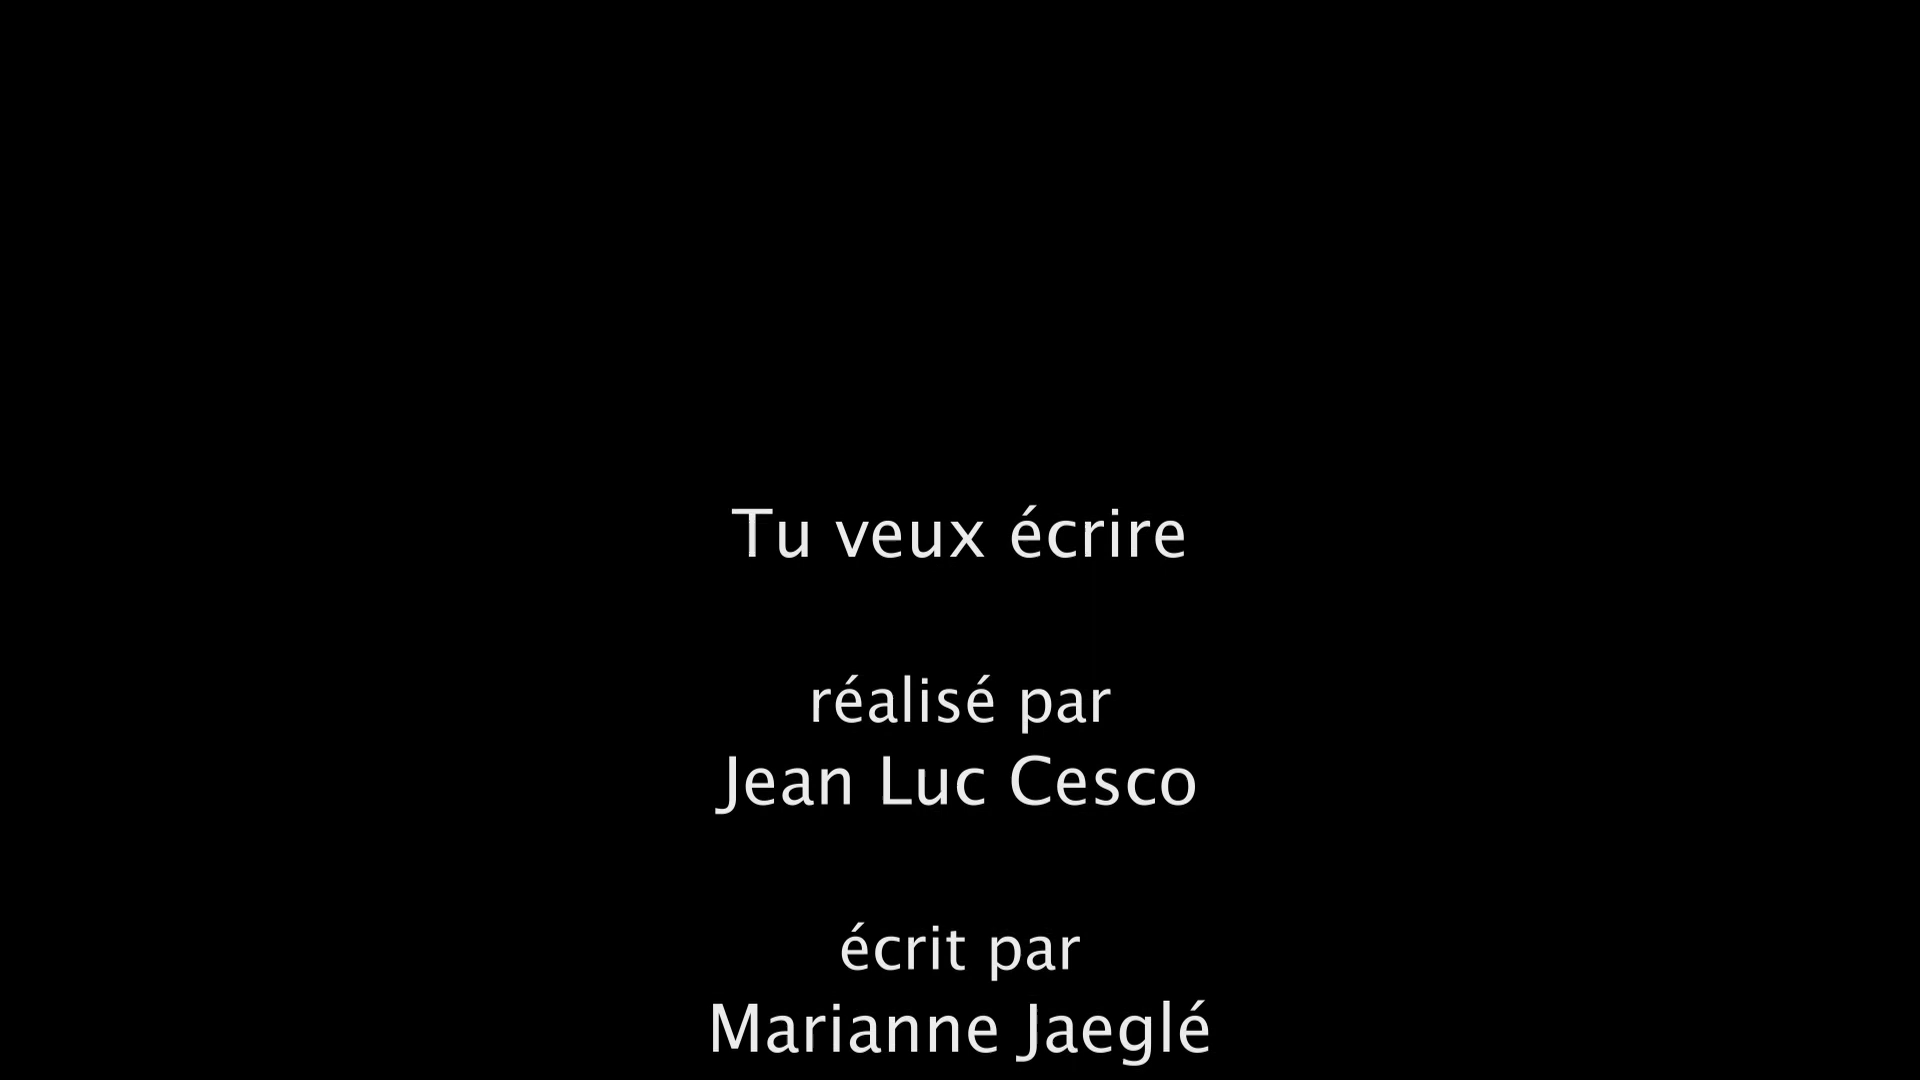 Tu veux écrire
réalisé par
Jean Luc Cesco
écrit par
Marianne Jaeglé